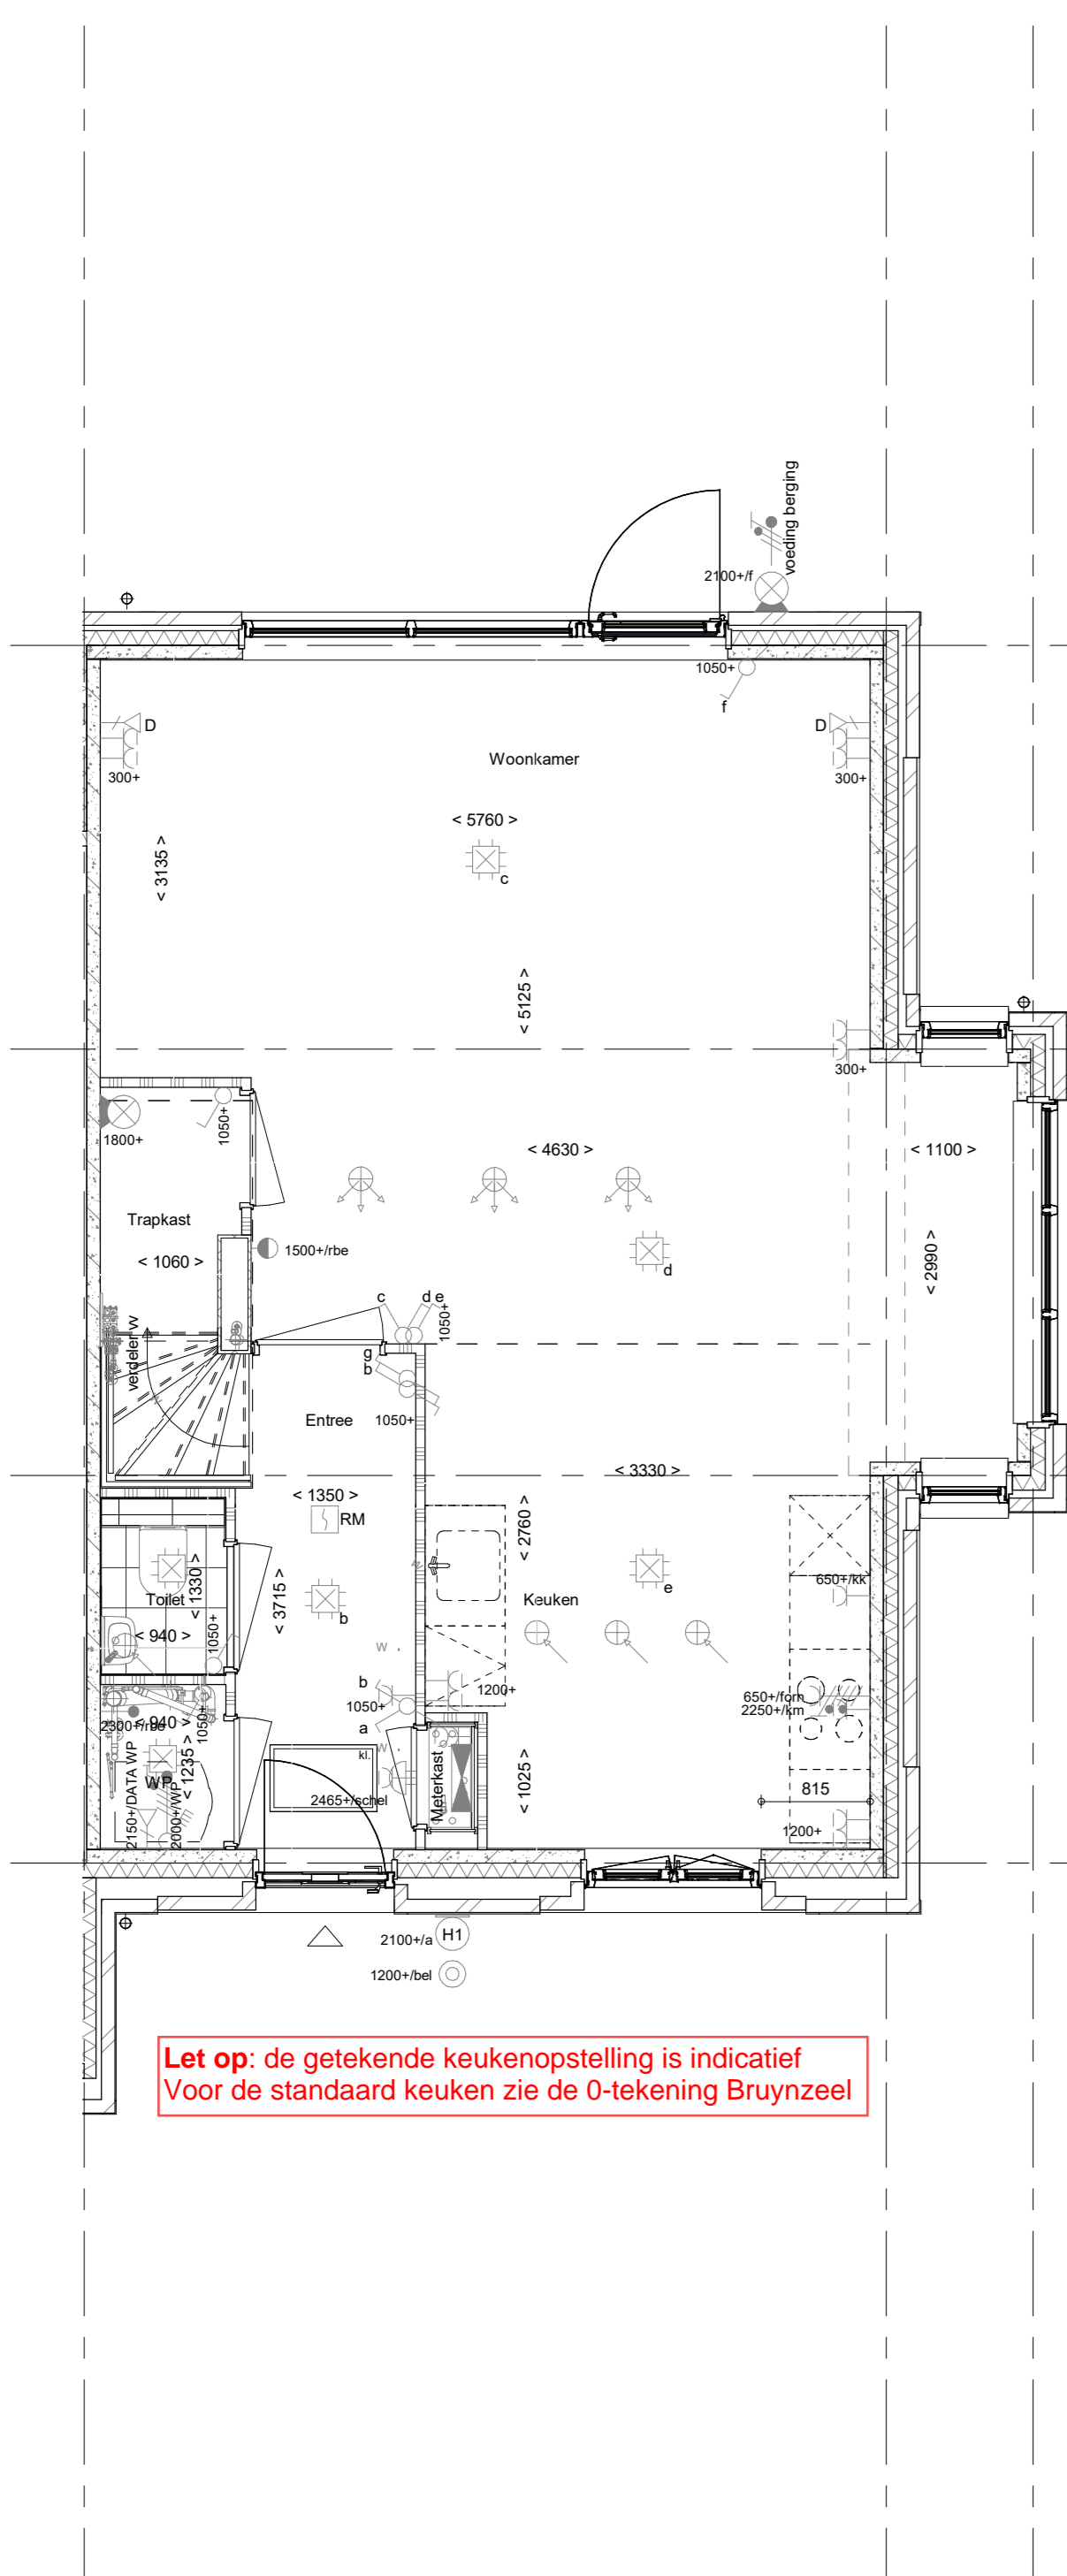 voeding berging
2100+/f
1050+
f
D
D
300+
300+
Woonkamer
< 5760 >
c
< 3135 >
< 5125 >
300+
1800+
1050+
< 4630 >
< 1100 >
Trapkast
< 1060 >
1500+/rbe
d
< 2990 >
verdeler vv
c
d e
1050+
g
b
1050+
Entree
< 3330 >
< 1350 >
RM
< 2760 >
< 1330 >
Toilet
< 940 >
1050+
< 3715 >
b
Keuken
e
650+/kk
w
b
1050+
a
w
1200+
650+/forn
2250+/km
2300+/rbe
< 940 >
1050+
< 1235 >
WP
2150+/DATA WP
2000+/WP
kl.
2465+/schel
Meterkast
< 1025 >
815
1200+
2100+/a
H1
1200+/bel
Let op: de getekende keukenopstelling is indicatief
Voor de standaard keuken zie de 0-tekening Bruynzeel